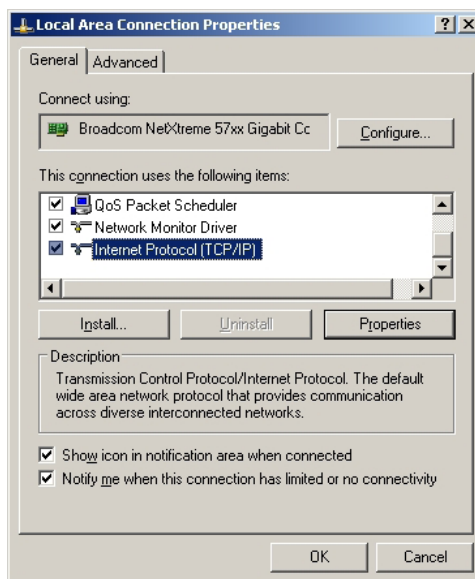 Local Area Connection Properties
General
Advanced
Connect using:
Broadcom NetXtreme 57xx Gigabit Cc
Configure...
This connection uses the following items:
QoS Packet Scheduler
Network Monitor Driver
Internet Protocol (TCP/IP)
Install...
Uninstall
Properties
Description
Transmission Control Protocol/Internet Protocol. The default
wide area network protocol that provides communication
across diverse interconnected networks.
Show icon in notification area when connected
Notify me when this connection has limited or no connectivity
OK
Cancel